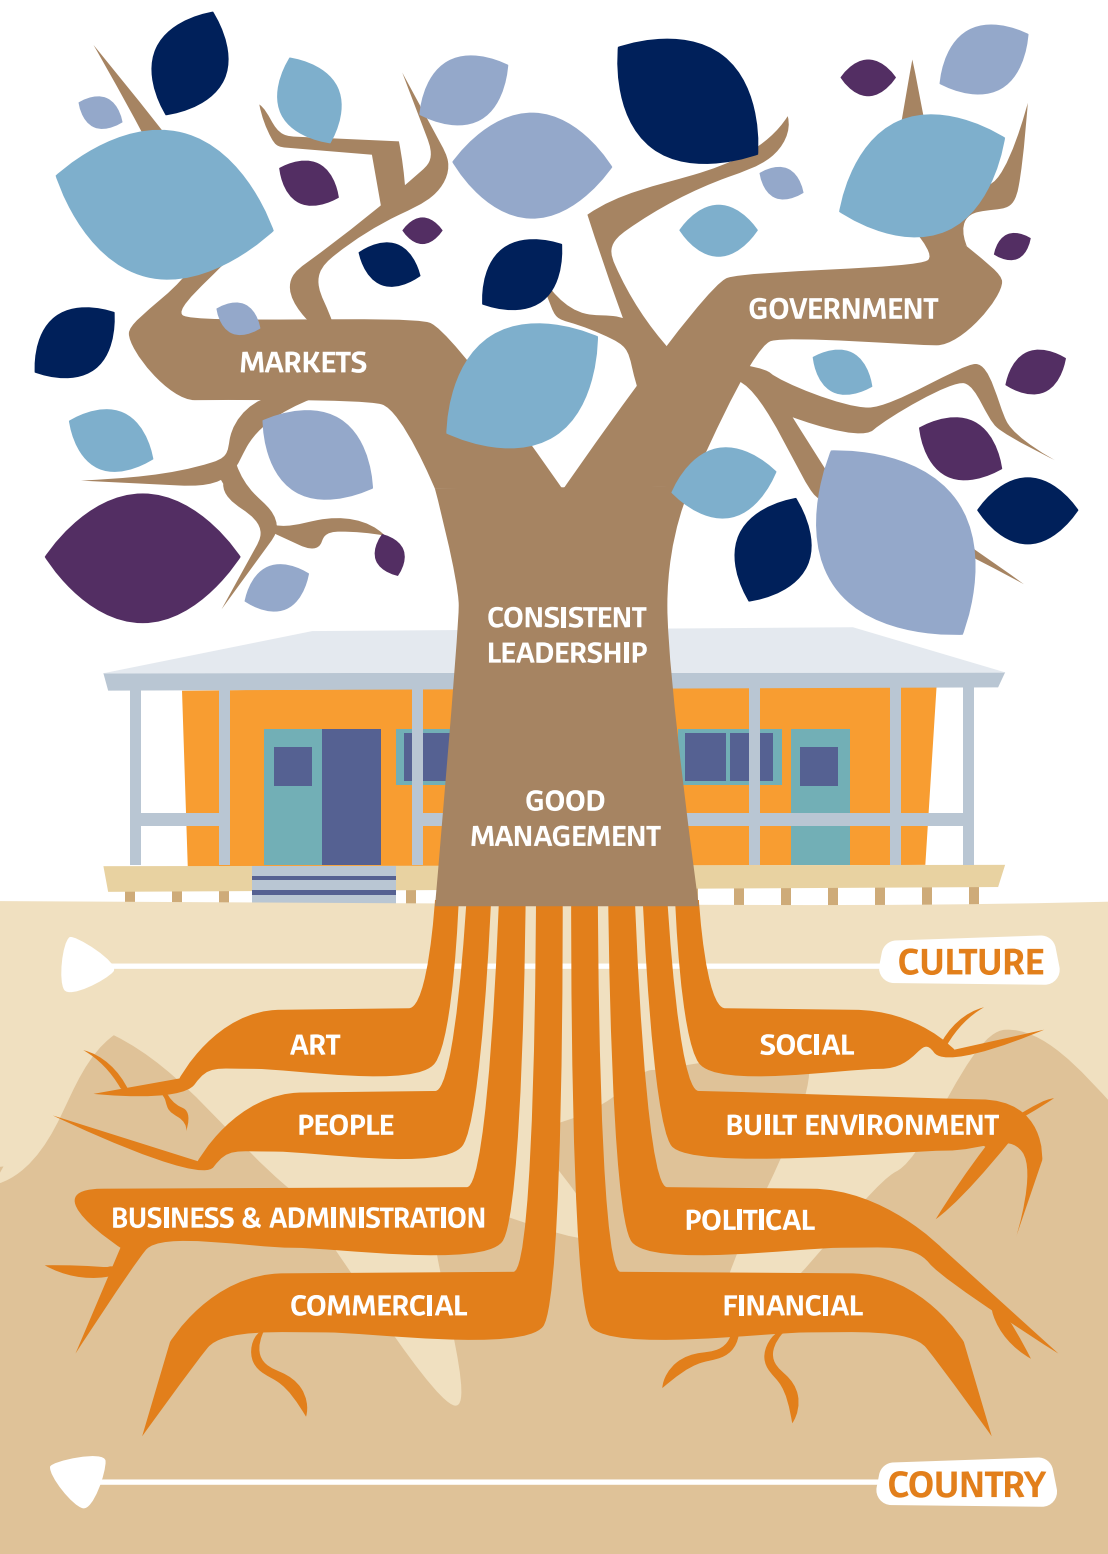 GOVERNMENT
MARKETS
CONSISTENT
LEADERSHIP
GOOD
MANAGEMENT
CULTURE
ART
SOCIAL
PEOPLE
BUILT ENVIRONMENT
BUSINESS & ADMINISTRATION
POLITICAL
COMMERCIAL
FINANCIAL
COUNTRY